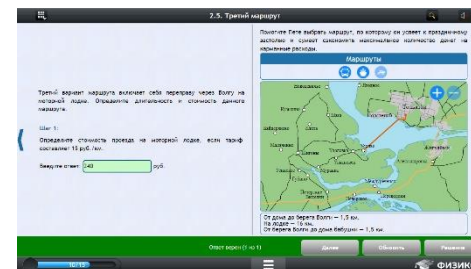 2.5. Третий маршрут
Третий вариант маршрута включает себя переправу через Волгу на
моторной лодке. Определите длительность и стоимость данного
маршрута.
Шаг 1:
Определите стоимость проезда на моторной лодке, если тариф
составляет 15 руб./км.
Введите ответ: 240 руб.
Помогите Пете выбрать маршрут, по которому он успеет к праздничному
застолью и сумеет сэкономить максимальное количество денег на
карманные расходы.
Маршруты
От дома до берега Волги — 1,5 км.
На лодке — 16 км.
От берега Волги до дома бабушки — 1,5 км.
Ответ верен (1 из 1)
Далее
Обновить
Решение
10/13
ФИЗИК